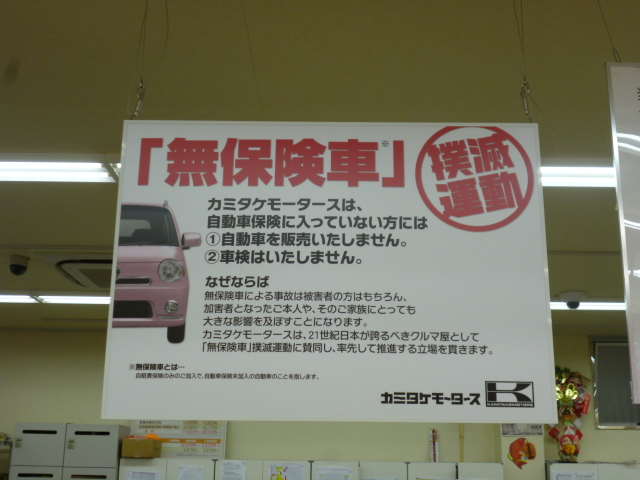 「無保険車」※
撲滅
運動
カミタケモータースは、
自動車保険に入っていない方には
①自動車を販売いたしません。
②車検はいたしません。
なぜならば
無保険車による事故は被害者の方はもちろん、
加害者となったご本人や、そのご家族にとっても
大きな影響を及ぼすことになります。
カミタケモータースは、21世紀日本が誇るべきクルマ屋として
「無保険車」撲滅運動に賛同し、率先して推進する立場を貫きます。
※無保険車とは…
自賠責保険のみのご加入で、自動車保険未加入の自動車のことを指します。
カミタケモータース
K
KAMITAKEMOTORS